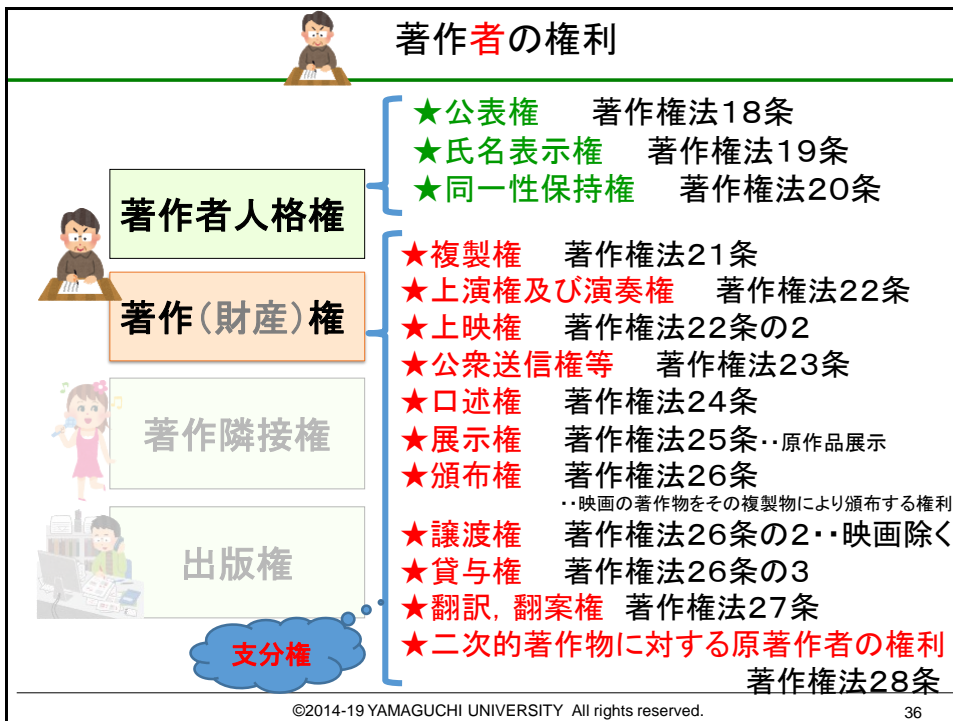 著作者の権利
★公表権 著作権法18条
★氏名表示権 著作権法19条
★同一性保持権 著作権法20条
著作者人格権
著作(財産)権
著作隣接権
出版権
支分権
★複製権 著作権法21条
★上演権及び演奏権 著作権法22条
★上映権 著作権法22条の2
★公衆送信権等 著作権法23条
★口述権 著作権法24条
★展示権 著作権法25条‥原作品展示
★頒布権 著作権法26条
‥映画の著作物をその複製物により頒布する権利
★譲渡権 著作権法26条の2‥映画除く
★貸与権 著作権法26条の3
★翻訳, 翻案権 著作権法27条
★二次的著作物に対する原著作者の権利
著作権法28条
©2014-19 YAMAGUCHI UNIVERSITY All rights reserved.
36